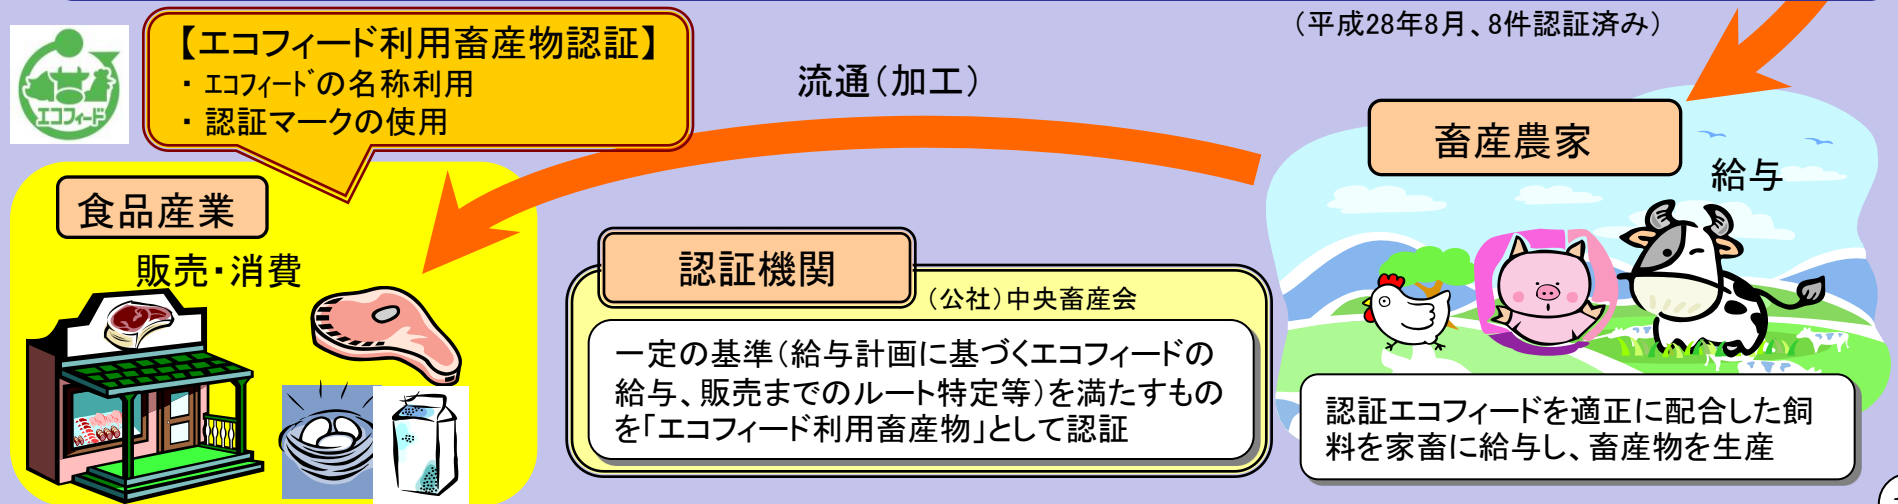 (平成28年8月、8件認証済み)
【エコフィード利用畜産物認証】
・ エコフィードの名称利用
・ 認証マークの使用
エコフィード
流通(加工)
畜産農家
給与
食品産業
販売・消費
認証機関
(公社)中央畜産会
一定の基準(給与計画に基づくエコフィードの
給与、販売までのルート特定等)を満たすもの
を「エコフィード利用畜産物」として認証
認証エコフィードを適正に配合した飼
料を家畜に給与し、畜産物を生産